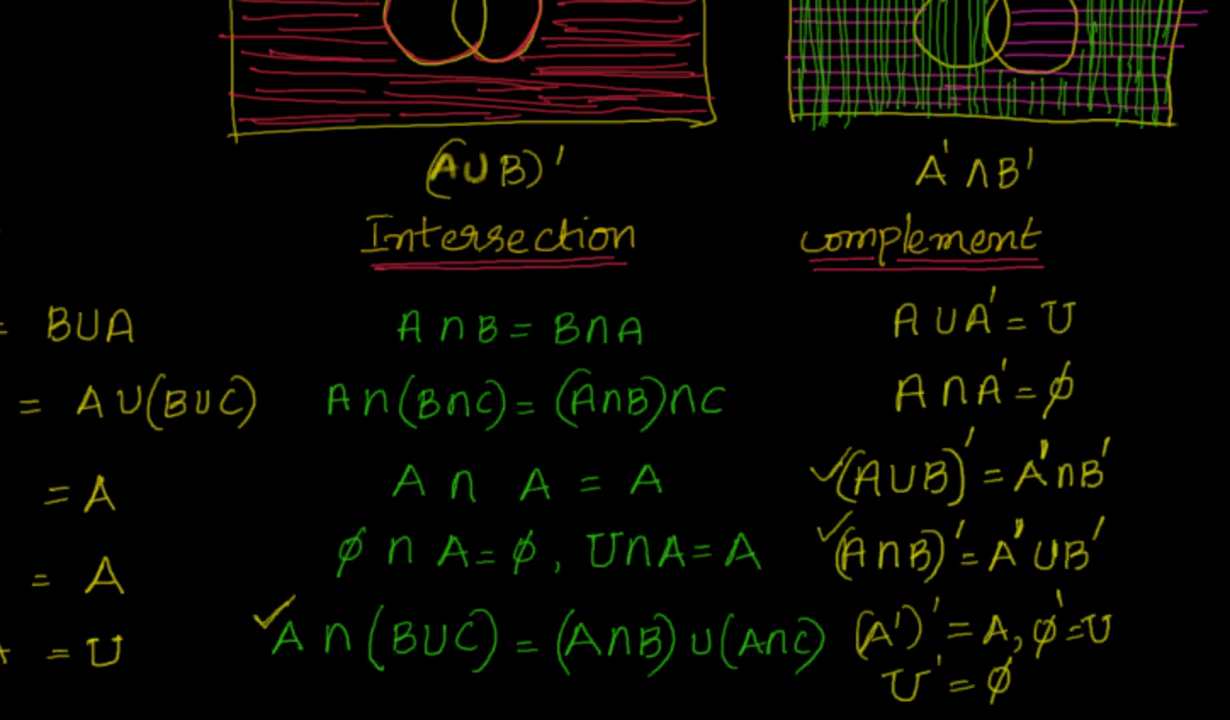 (A∪B)'
A'∩B'
Intersection
complement
= B∪A
A∩B = B∩A
A∪A' = U
= A∪(B∪C)
A∩(B∩C) = (A∩B)∩C
A∩A' = φ
= A
A ∩ A = A
✓(A∪B)' = A'∩B'
= A
φ ∩ A = φ, U∩A = A
✓(A∩B)' = A'∪B'
= U
✓A∩(B∪C) = (A∩B)∪(A∩C)
(A')' = A, φ' = U
U' = φ